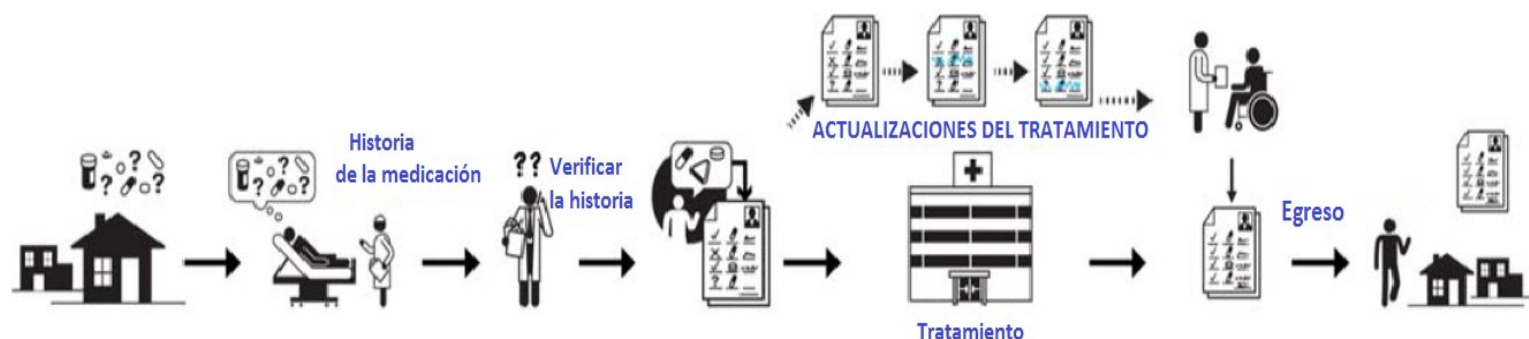 Historia
de la medicación
??
Verificar
la historia
ACTUALIZACIONES DEL TRATAMIENTO
Tratamiento
Egreso